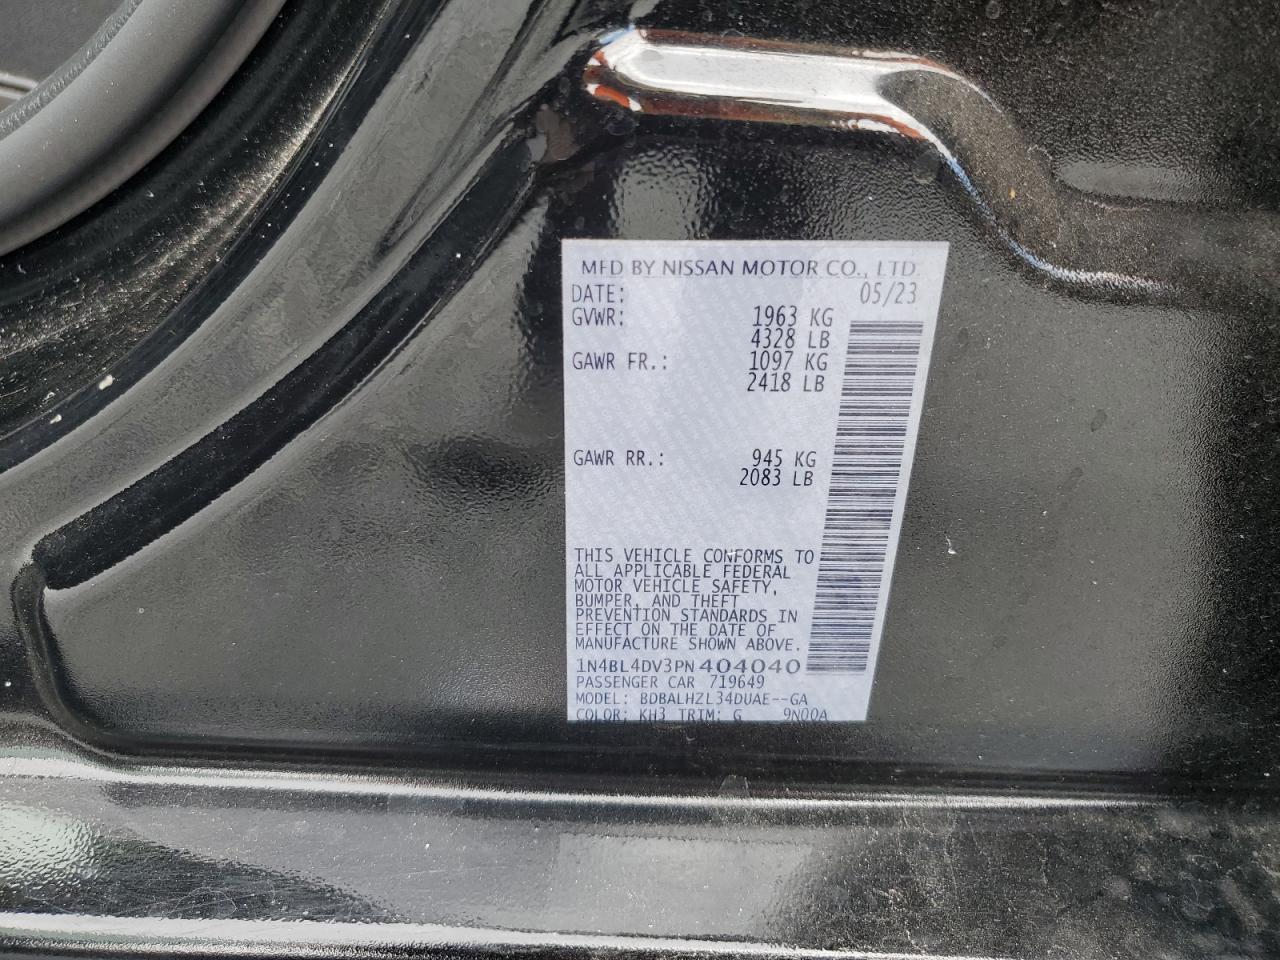 MFD BY NISSAN MOTOR CO., LTD.
DATE: 05/23
GVWR: 1963 KG
4328 LB
GAWR FR.: 1097 KG
2418 LB
GAWR RR.: 945 KG
2083 LB
THIS VEHICLE CONFORMS TO
ALL APPLICABLE FEDERAL
MOTOR VEHICLE SAFETY,
BUMPER, AND THEFT
PREVENTION STANDARDS IN
EFFECT ON THE DATE OF
MANUFACTURE SHOWN ABOVE.
1N4BL4DV3PN404040
PASSENGER CAR 719649
MODEL: BDBALHZL34DUAE--GA
COLOR: KH3 TRIM: G 9N00A